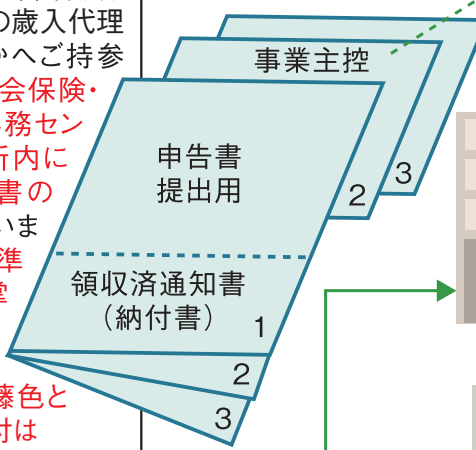 の歳入代理
かへご持参
会保険・
務セン
所内に
書の
いま
準
藤色と
付は
事業主控
3
2
申告書
提出用
領収済通知書
（納付書）
1
2
3